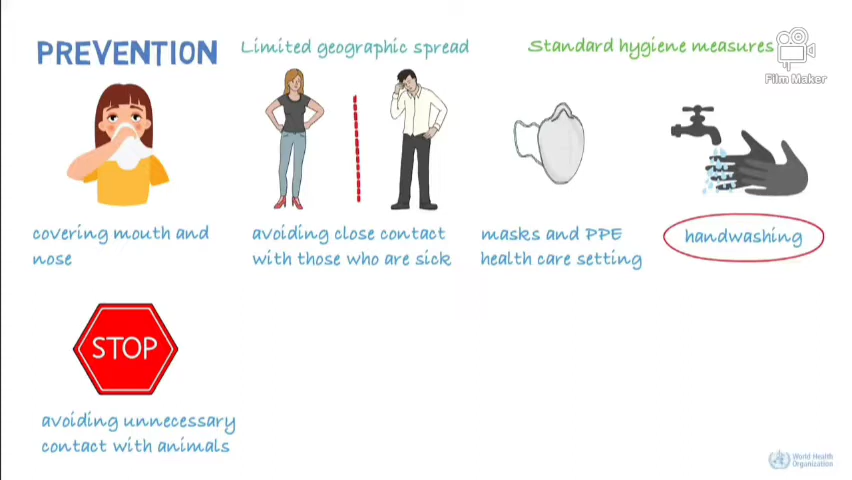 PREVENTION
Limited geographic spread
Standard hygiene measures
Film Maker
covering mouth and
nose
avoiding close contact
with those who are sick
masks and PPE
health care setting
handwashing
STOP
avoiding unnecessary
contact with animals
World Health
Organization